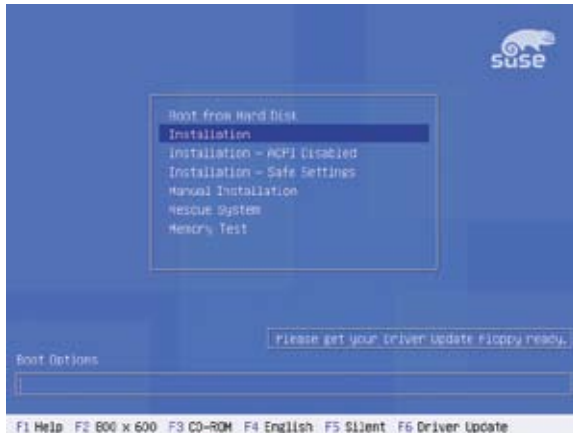 suse
Boot from Hard Disk
Installation
Installation - ACPI Disabled
Installation - Safe Settings
Manual Installation
Rescue System
Memory Test
Please get your Driver Update Floppy ready.
Boot Options
F1 Help F2 800 x 600 F3 CD-ROM F4 English F5 Silent F6 Driver Update